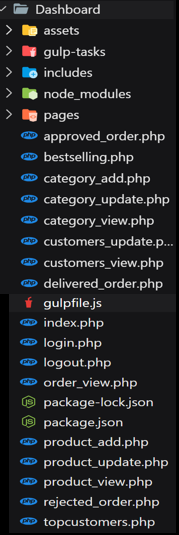 Dashboard
assets
gulp-tasks
includes
node_modules
pages
approved_order.php
bestselling.php
category_add.php
category_update.php
category_view.php
customers_update.p...
customers_view.php
delivered_order.php
gulpfile.js
index.php
login.php
logout.php
order_view.php
package-lock.json
package.json
product_add.php
product_update.php
product_view.php
rejected_order.php
topcustomers.php